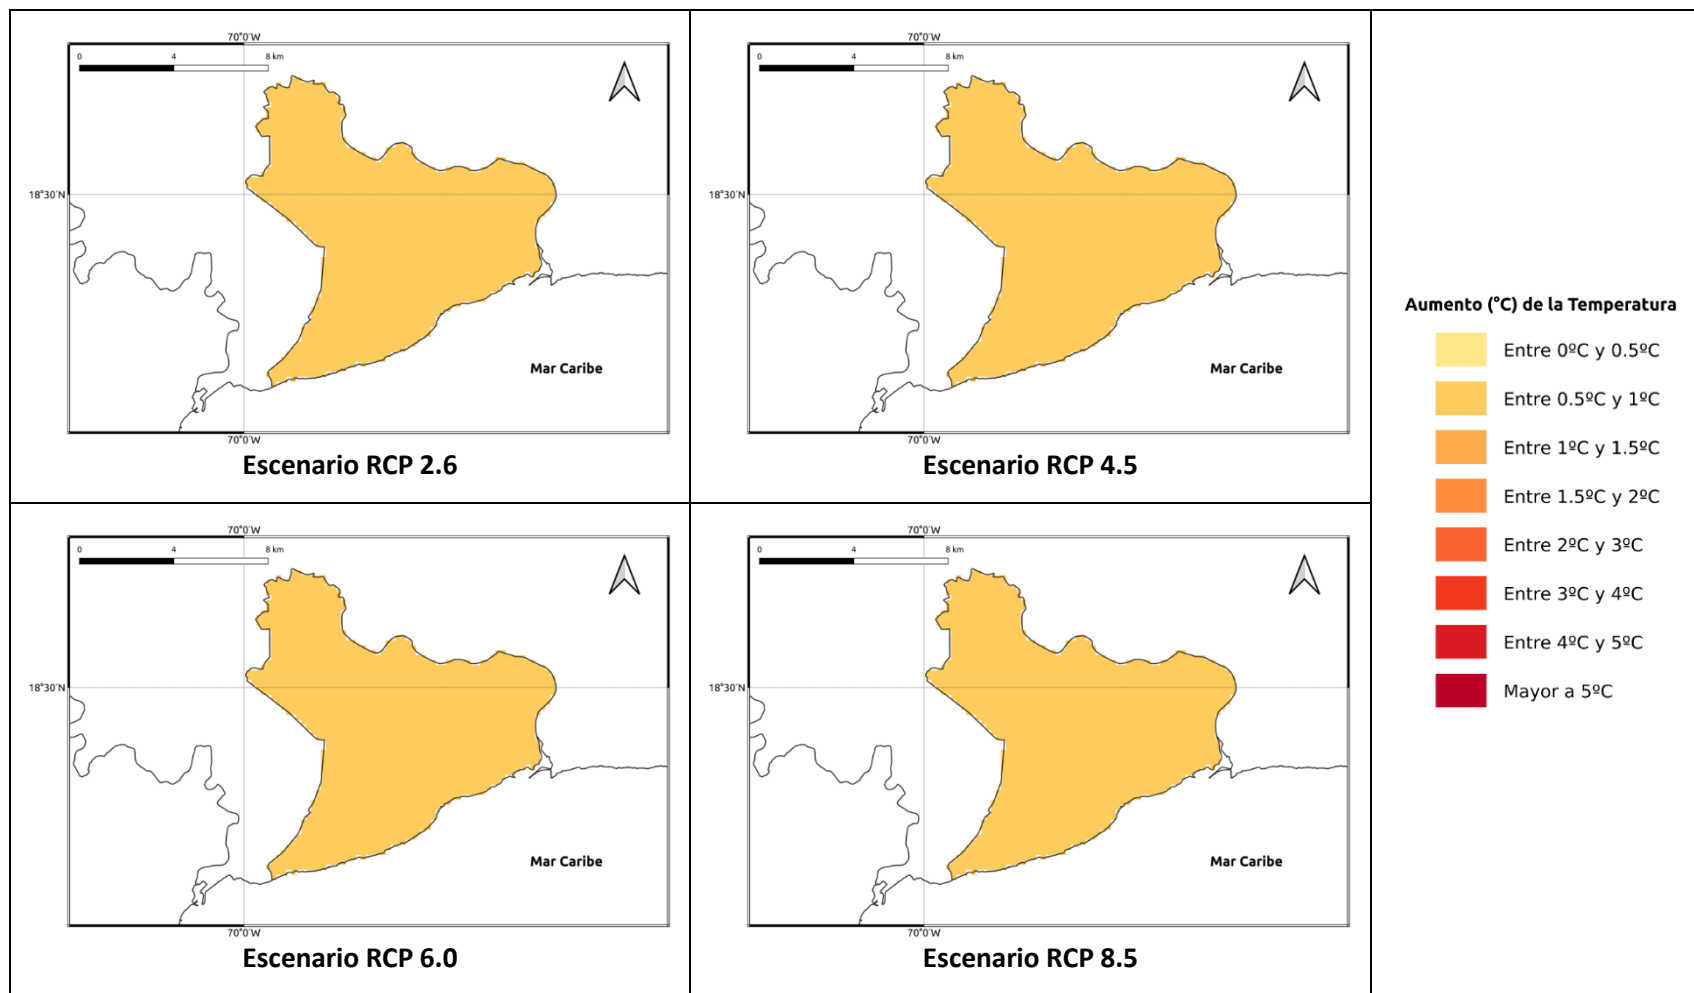 70°0′W
0 4 8 km
18°30′N
Mar Caribe
70°0′W
Escenario RCP 2.6
70°0′W
0 4 8 km
18°30′N
Mar Caribe
70°0′W
Escenario RCP 4.5
70°0′W
0 4 8 km
18°30′N
Mar Caribe
70°0′W
Escenario RCP 6.0
70°0′W
0 4 8 km
18°30′N
Mar Caribe
70°0′W
Escenario RCP 8.5
Aumento (°C) de la Temperatura
Entre 0ºC y 0.5ºC
Entre 0.5ºC y 1ºC
Entre 1ºC y 1.5ºC
Entre 1.5ºC y 2ºC
Entre 2ºC y 3ºC
Entre 3ºC y 4ºC
Entre 4ºC y 5ºC
Mayor a 5ºC